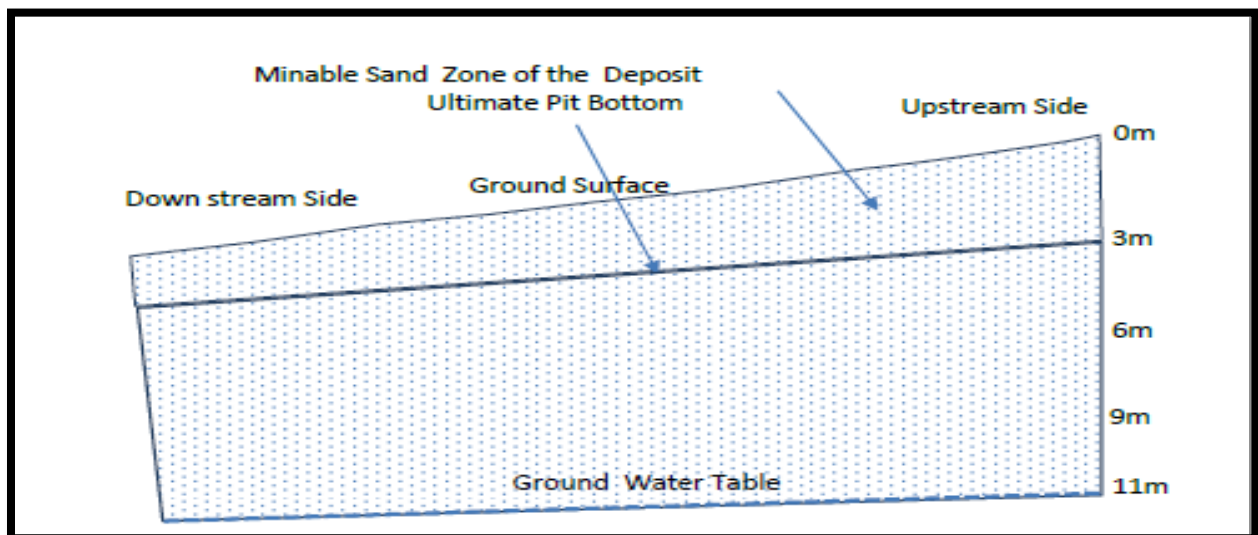 Minable Sand Zone of the Deposit
Ultimate Pit Bottom
Upstream Side
0m
Ground Surface
Down stream Side
3m
6m
9m
Ground Water Table
11m